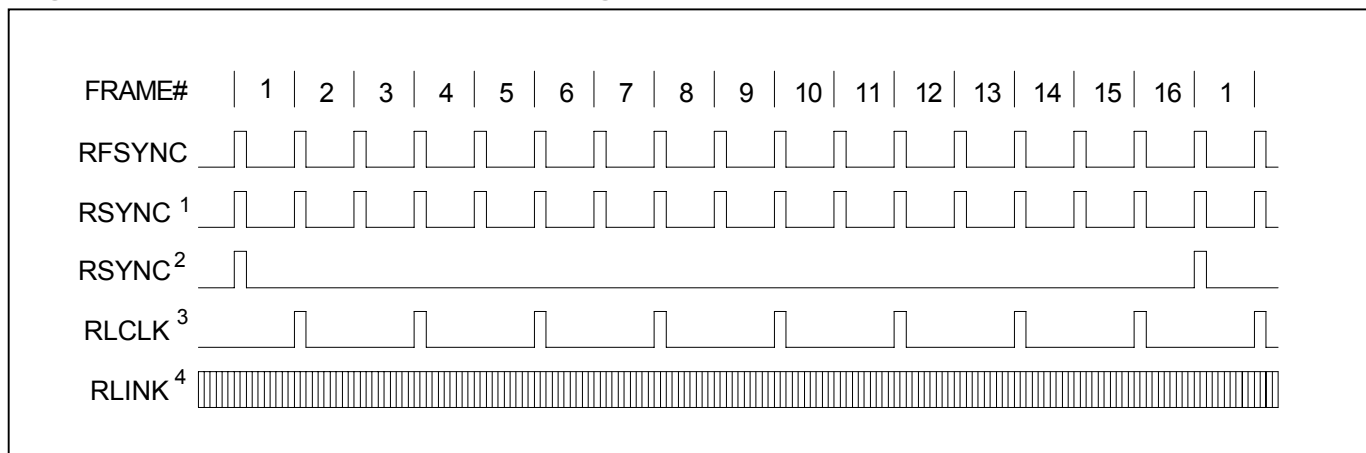 FRAME# 1 2 3 4 5 6 7 8 9 10 11 12 13 14 15 16 1
RFSYNC
RSYNC 1
RSYNC 2
RLCLK 3
RLINK 4